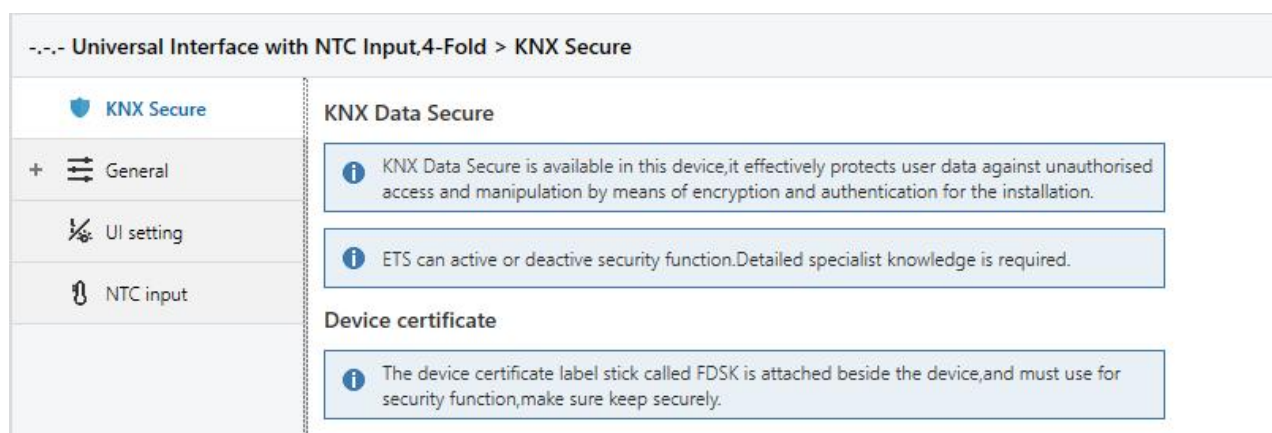 -.-.- Universal Interface with NTC Input,4-Fold > KNX Secure
KNX Secure
+ General
UI setting
NTC input
KNX Data Secure
KNX Data Secure is available in this device,it effectively protects user data against unauthorised
access and manipulation by means of encryption and authentication for the installation.
ETS can active or deactive security function.Detailed specialist knowledge is required.
Device certificate
The device certificate label stick called FDSK is attached beside the device,and must use for
security function,make sure keep securely.